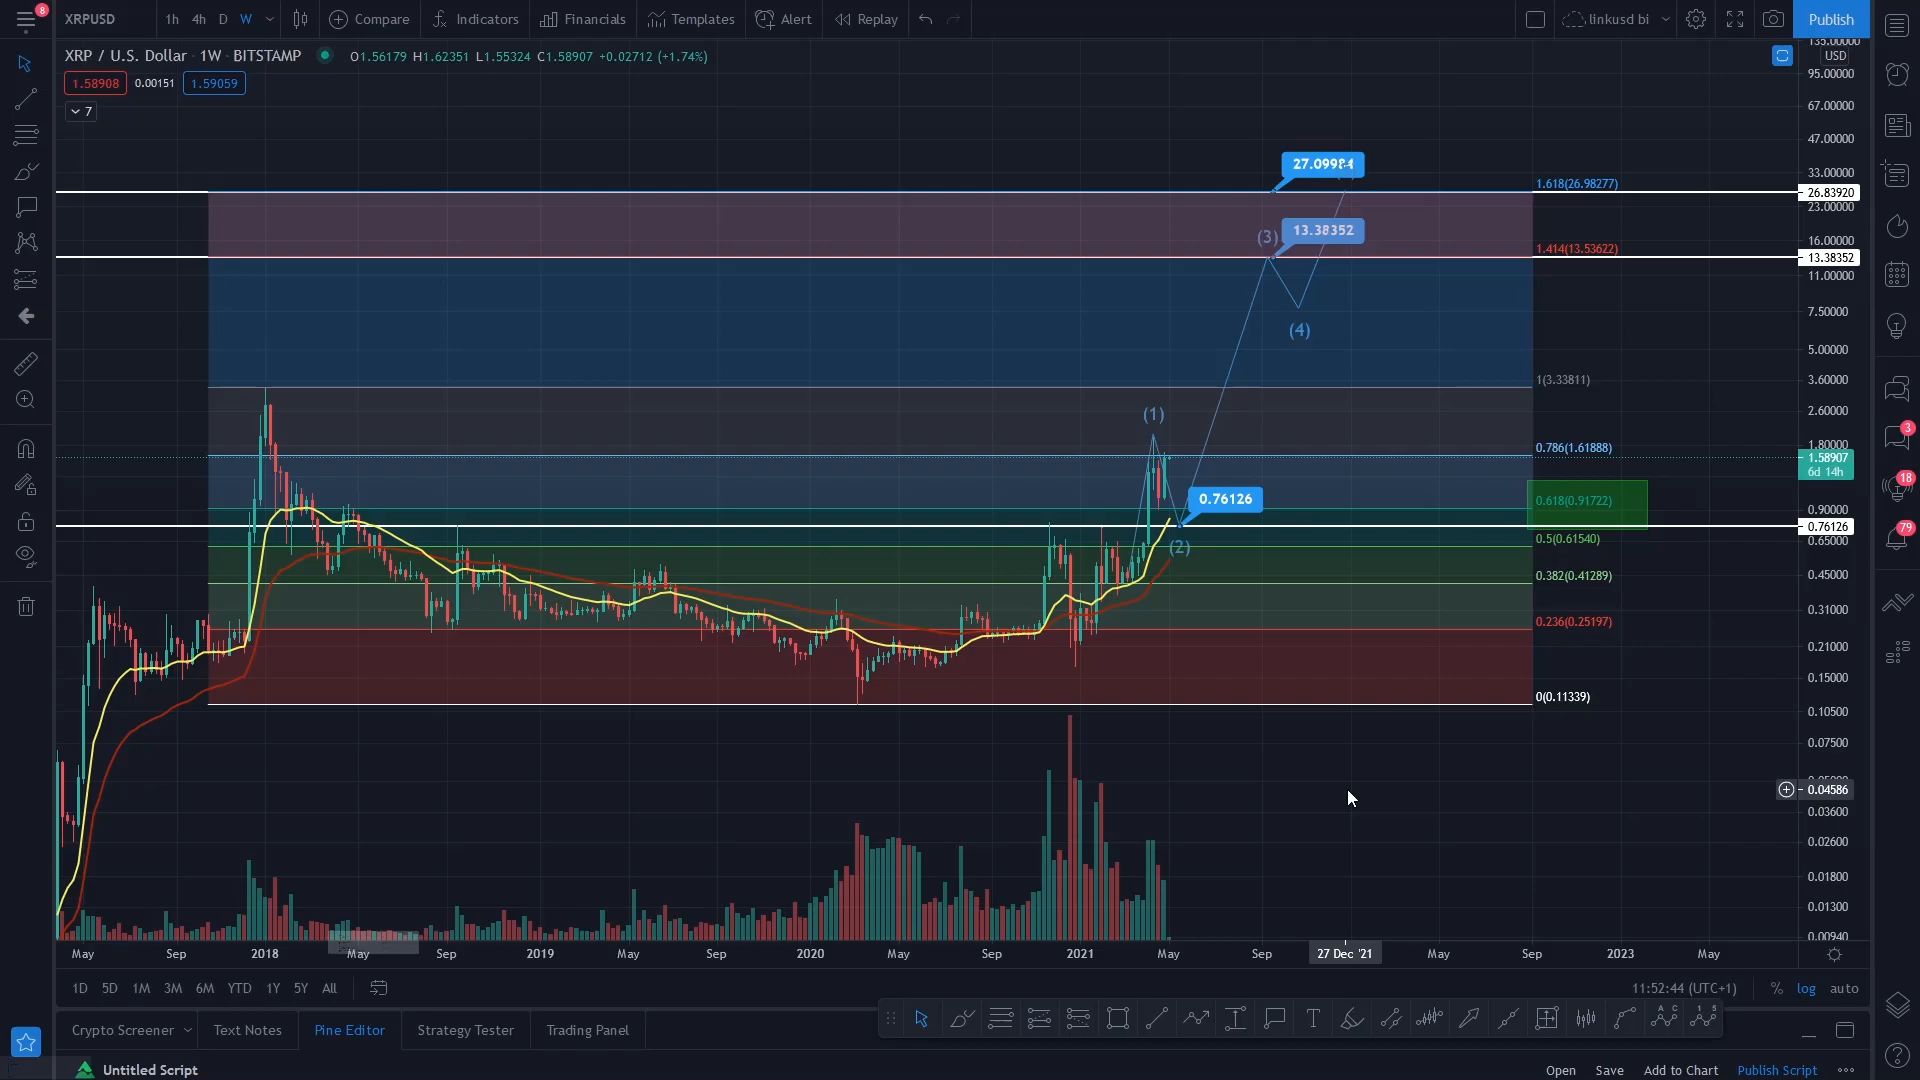 8
XRPUSD
1h 4h D W
Compare
Indicators
Financials
Templates
Alert
Replay
linkusd bi
Publish
XRP / U.S. Dollar · 1W · BITSTAMP
O1.56179 H1.62351 L1.55324 C1.58907 +0.02712 (+1.74%)
1.58908 0.00151 1.59059
7
135.00000
USD
95.00000
67.00000
47.00000
33.00000
26.83920
23.00000
16.00000
13.38352
11.00000
7.50000
5.00000
3.60000
2.60000
1.80000
1.58907
6d 14h
0.90000
0.76126
0.65000
0.45000
0.31000
0.21000
0.15000
0.10500
0.07500
0.04586
0.03600
0.02600
0.01800
0.01300
0.00940
27.09984
1.618(26.98277)
(3)
13.38352
1.414(13.53622)
(4)
1(3.33811)
(1)
0.786(1.61888)
0.76126
0.618(0.91722)
(2)
0.5(0.61540)
0.382(0.41289)
0.236(0.25197)
0(0.11339)
3
18
79
May Sep 2018 May Sep 2019 May Sep 2020 May Sep 2021 May Sep 27 Dec '21 May Sep 2023 May
1D 5D 1M 3M 6M YTD 1Y 5Y All
11:52:44 (UTC+1) % log auto
Crypto Screener
Text Notes
Pine Editor
Strategy Tester
Trading Panel
T
A C
1 5
Untitled Script
Open Save Add to Chart Publish Script